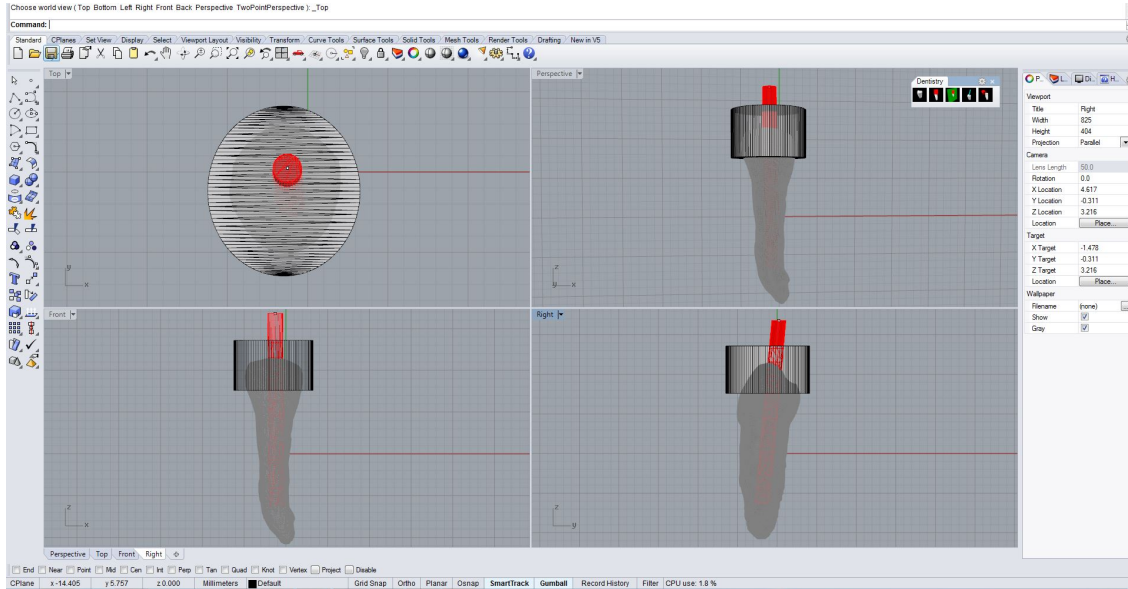 Choose world view ( Top Bottom Left Right Front Back Perspective TwoPointPerspective ): _Top
Command:
Standard CPlanes Set View Display Select Viewport Layout Visibility Transform Curve Tools Surface Tools Solid Tools Mesh Tools Render Tools Drafting New in V5
Top
Perspective
Dentistry
P.. L.. Di.. H..
Viewport
Title Right
Width 825
Height 404
Projection Parallel
Camera
Lens Length 50.0
Rotation 0.0
X Location 4.617
Y Location -0.311
Z Location 3.216
Location Place...
Target
X Target -1.478
Y Target -0.311
Z Target 3.216
Location Place...
Wallpaper
Filename (none) ...
Show
Gray
y
x
z
y x
Front
Right
z
x
z
y
Perspective Top Front Right
End Near Point Mid Cen Int Perp Tan Quad Knot Vertex Project Disable
CPlane x -14.405 y 5.757 z 0.000 Millimeters Default Grid Snap Ortho Planar Osnap SmartTrack Gumball Record History Filter CPU use: 1.8 %